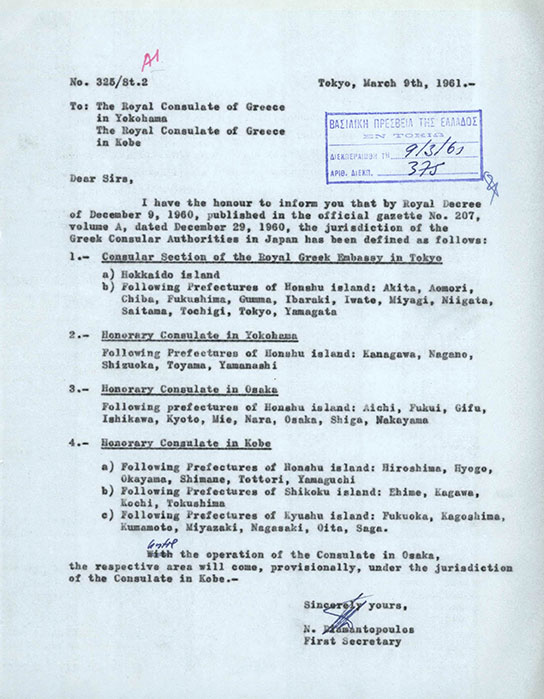 A1
No. 325/St.2 Tokyo, March 9th, 1961.-
To: The Royal Consulate of Greece
in Yokohama
The Royal Consulate of Greece
in Kobe
ΒΑΣΙΛΙΚΗ ΠΡΕΣΒΕΙΑ ΤΗΣ ΕΛΛΑΔΟΣ
ΕΝ ΤΟΚΙΩ
ΔΙΕΚΠΕΡΑΙΩΘΗ ΤΗ 9/3/61
ΑΡΙΘ. ΔΙΕΚΠ. 375
Dear Sirs,
I have the honour to inform you that by Royal Decree
of December 9, 1960, published in the official gazette No. 207,
volume A, dated December 29, 1960, the jurisdiction of the
Greek Consular Authorities in Japan has been defined as follows:
1.- Consular Section of the Royal Greek Embassy in Tokyo
a) Hokkaido island
b) Following Prefectures of Honshu island: Akita, Aomori,
Chiba, Fukushima, Gumma, Ibaraki, Iwate, Miyagi, Niigata,
Saitama, Tochigi, Tokyo, Yamagata
2.- Honorary Consulate in Yokohama
Following Prefectures of Honshu island: Kanagawa, Nagano,
Shizuoka, Toyama, Yamanashi
3.- Honorary Consulate in Osaka
Following prefectures of Honshu island: Aichi, Fukui, Gifu,
Ishikawa, Kyoto, Mie, Nara, Osaka, Shiga, Nakayama
4.- Honorary Consulate in Kobe
a) Following Prefectures of Honshu island: Hiroshima, Hyogo,
Okayama, Shimane, Tottori, Yamaguchi
b) Following Prefectures of Shikoku island: Ehime, Kagawa,
Kochi, Tokushima
c) Following Prefectures of Kyushu island: Fukuoka, Kagoshima,
Kumamoto, Miyazaki, Nagasaki, Oita, Saga.
With the operation of the Consulate in Osaka,
the respective area will come, provisionally, under the jurisdiction
of the Consulate in Kobe.-
Sincerely yours,
N. Diamantopoulos
First Secretary